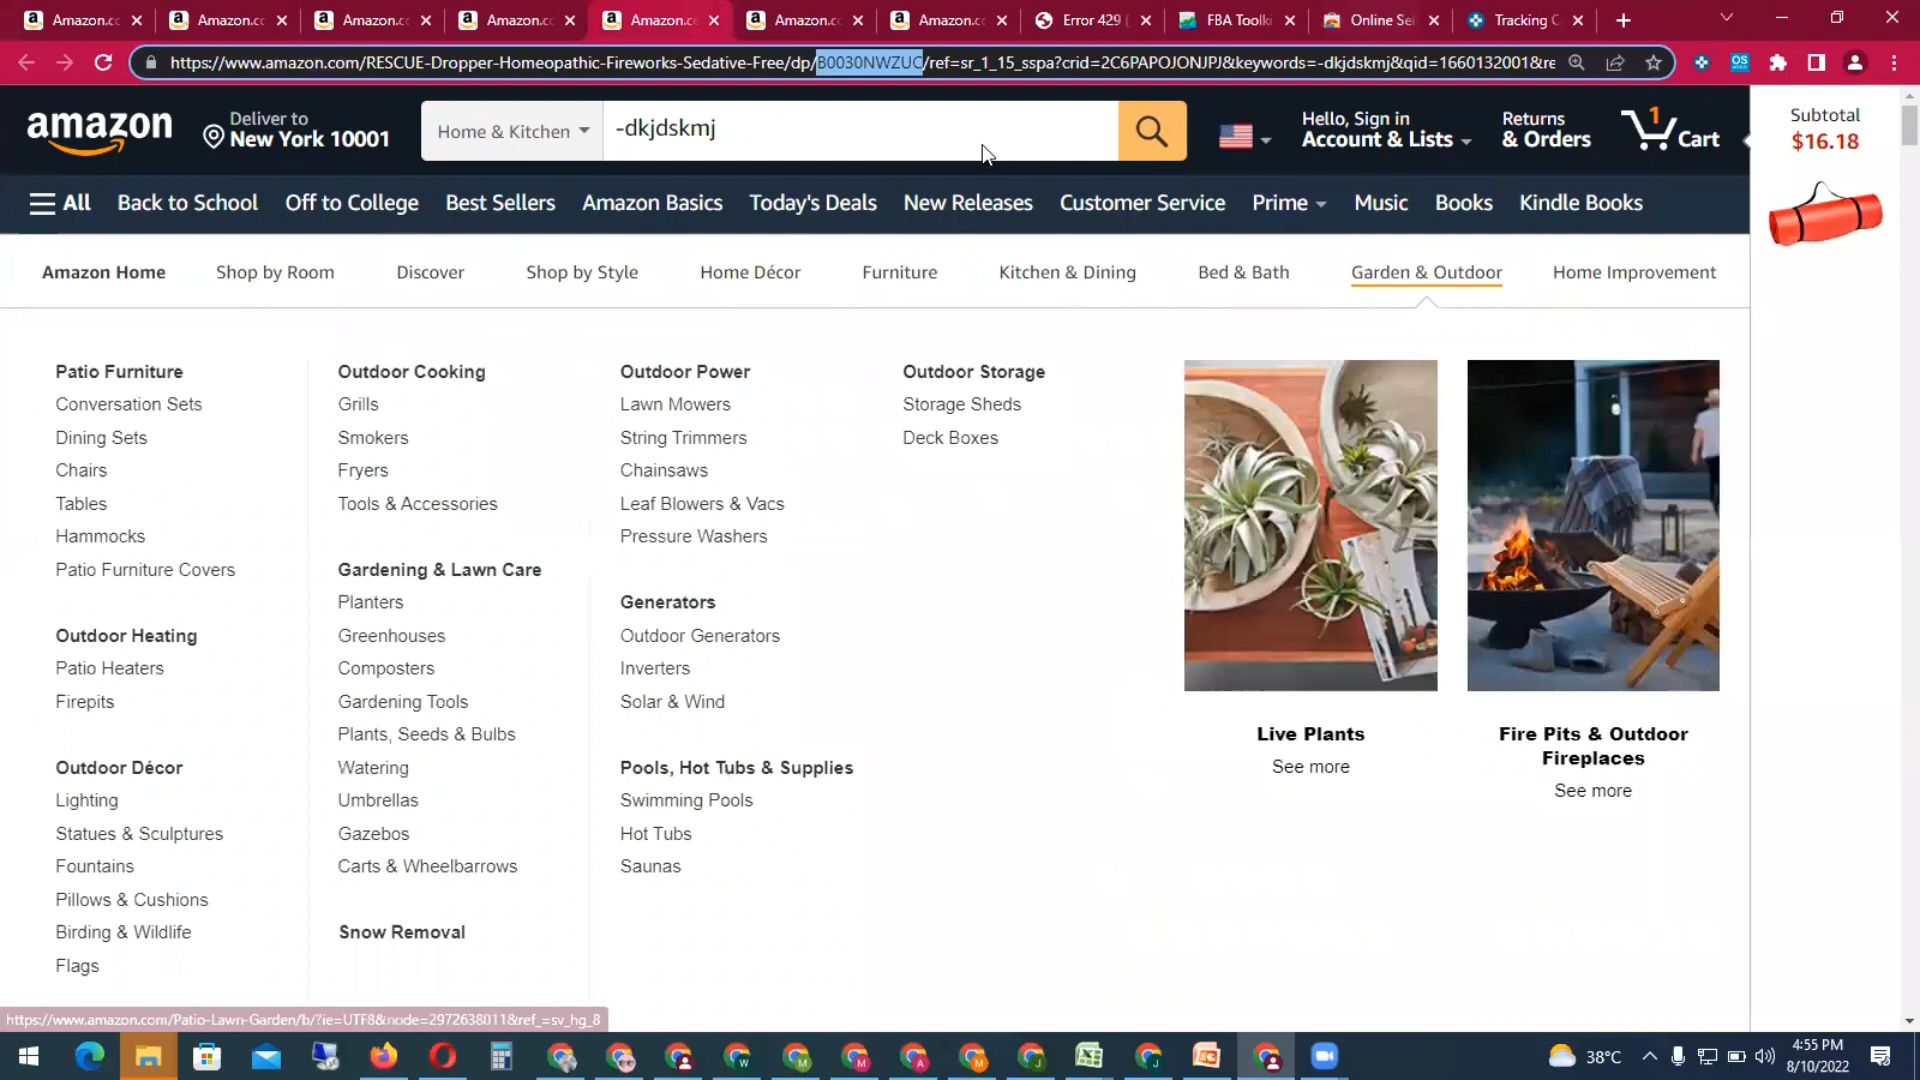 Amazon.co
Amazon.co
Amazon.co
Amazon.co
Amazon.co
Amazon.co
Amazon.co
Error 429 (
FBA Toolki
Online Sel
Tracking C
https://www.amazon.com/RESCUE-Dropper-Homeopathic-Fireworks-Sedative-Free/dp/B0030NWZUC/ref=sr_1_15_sspa?crid=2C6PAPOJONJPJ&keywords=-dkjdskmj&qid=1660132001&re
amazon
Deliver to
New York 10001
Home & Kitchen
-dkjdskmj
Hello, Sign in
Account & Lists
Returns
& Orders
1
Cart
Subtotal
$16.18
All
Back to School
Off to College
Best Sellers
Amazon Basics
Today's Deals
New Releases
Customer Service
Prime
Music
Books
Kindle Books
Amazon Home
Shop by Room
Discover
Shop by Style
Home Décor
Furniture
Kitchen & Dining
Bed & Bath
Garden & Outdoor
Home Improvement
Patio Furniture
Conversation Sets
Dining Sets
Chairs
Tables
Hammocks
Patio Furniture Covers
Outdoor Heating
Patio Heaters
Firepits
Outdoor Décor
Lighting
Statues & Sculptures
Fountains
Pillows & Cushions
Birding & Wildlife
Flags
Outdoor Cooking
Grills
Smokers
Fryers
Tools & Accessories
Gardening & Lawn Care
Planters
Greenhouses
Composters
Gardening Tools
Plants, Seeds & Bulbs
Watering
Umbrellas
Gazebos
Carts & Wheelbarrows
Snow Removal
Outdoor Power
Lawn Mowers
String Trimmers
Chainsaws
Leaf Blowers & Vacs
Pressure Washers
Generators
Outdoor Generators
Inverters
Solar & Wind
Pools, Hot Tubs & Supplies
Swimming Pools
Hot Tubs
Saunas
Outdoor Storage
Storage Sheds
Deck Boxes
Live Plants
See more
Fire Pits & Outdoor
Fireplaces
See more
https://www.amazon.com/Patio-Lawn-Garden/b/?ie=UTF8&node=2972638011&ref_=sv_hg_8
38°C
4:55 PM
8/10/2022